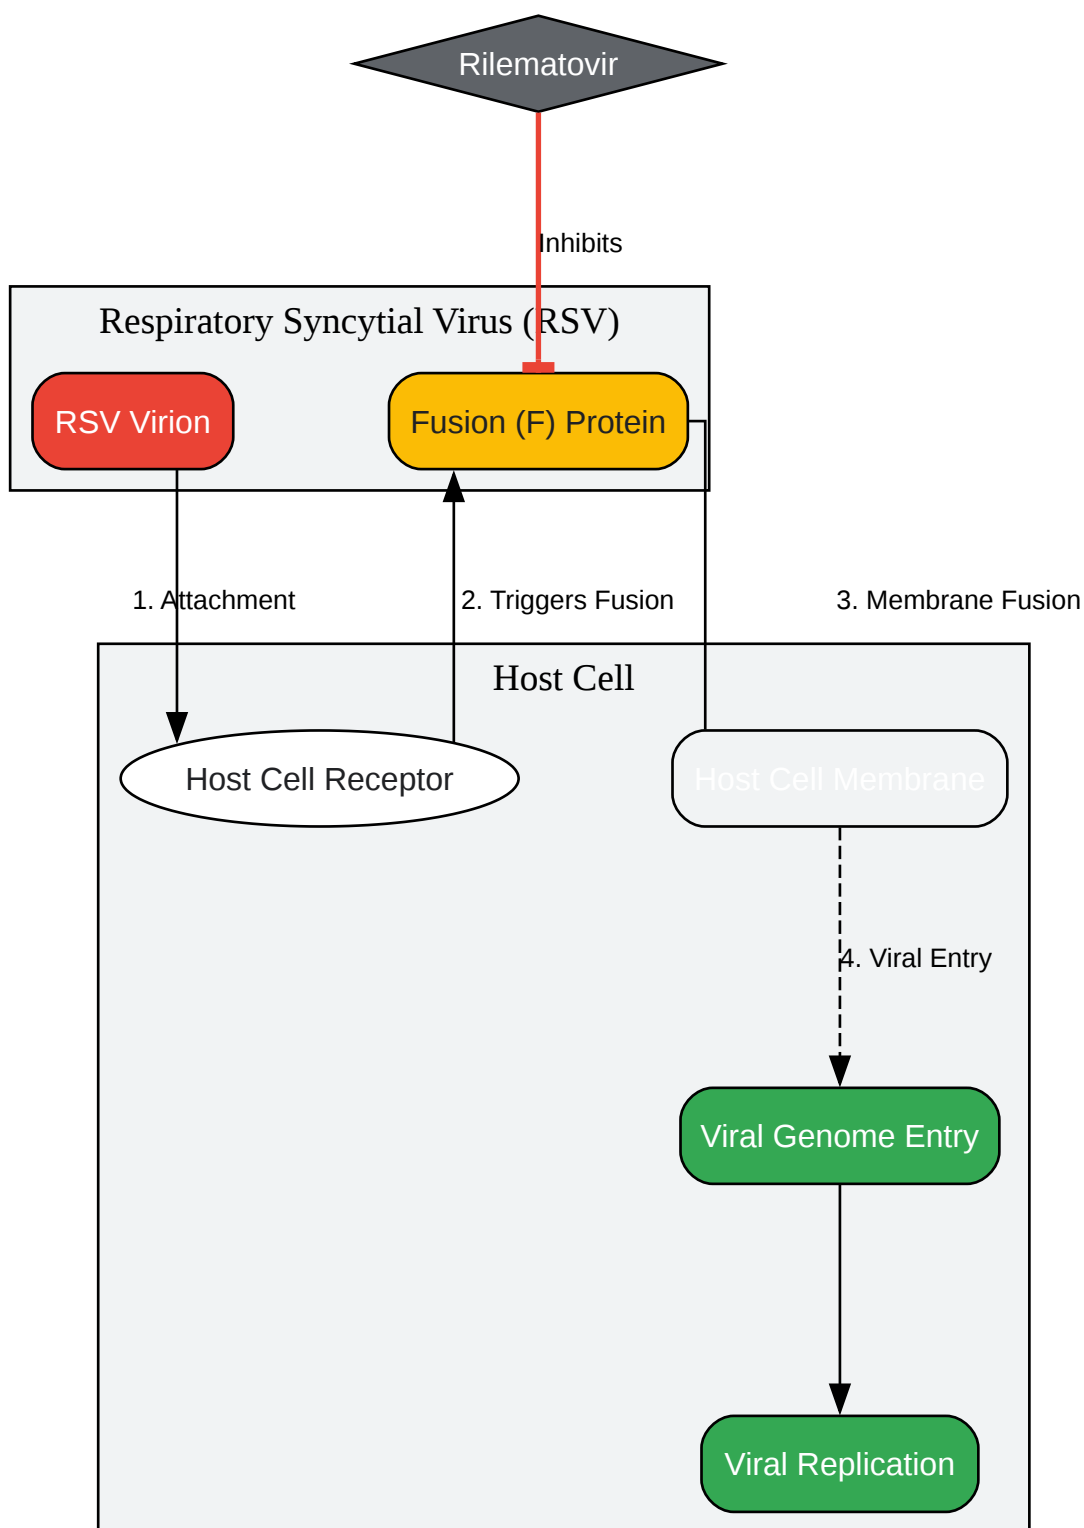 Rilematovir
Inhibits
Respiratory Syncytial Virus (RSV)
RSV Virion
Fusion (F) Protein
1. Attachment
2. Triggers Fusion
3. Membrane Fusion
Host Cell
Host Cell Receptor
Host Cell Membrane
4. Viral Entry
Viral Genome Entry
Viral Replication